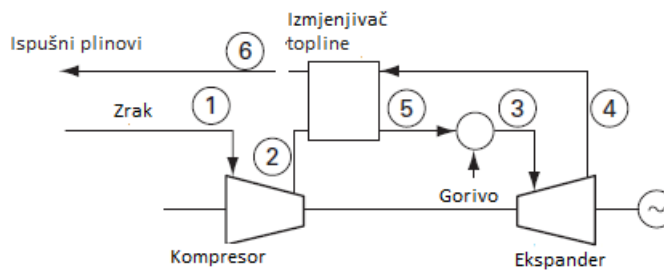 Izmjenjivač
topline
Ispušni plinovi
6
Zrak
1
2
5
3
4
Gorivo
Kompresor
Ekspander
~